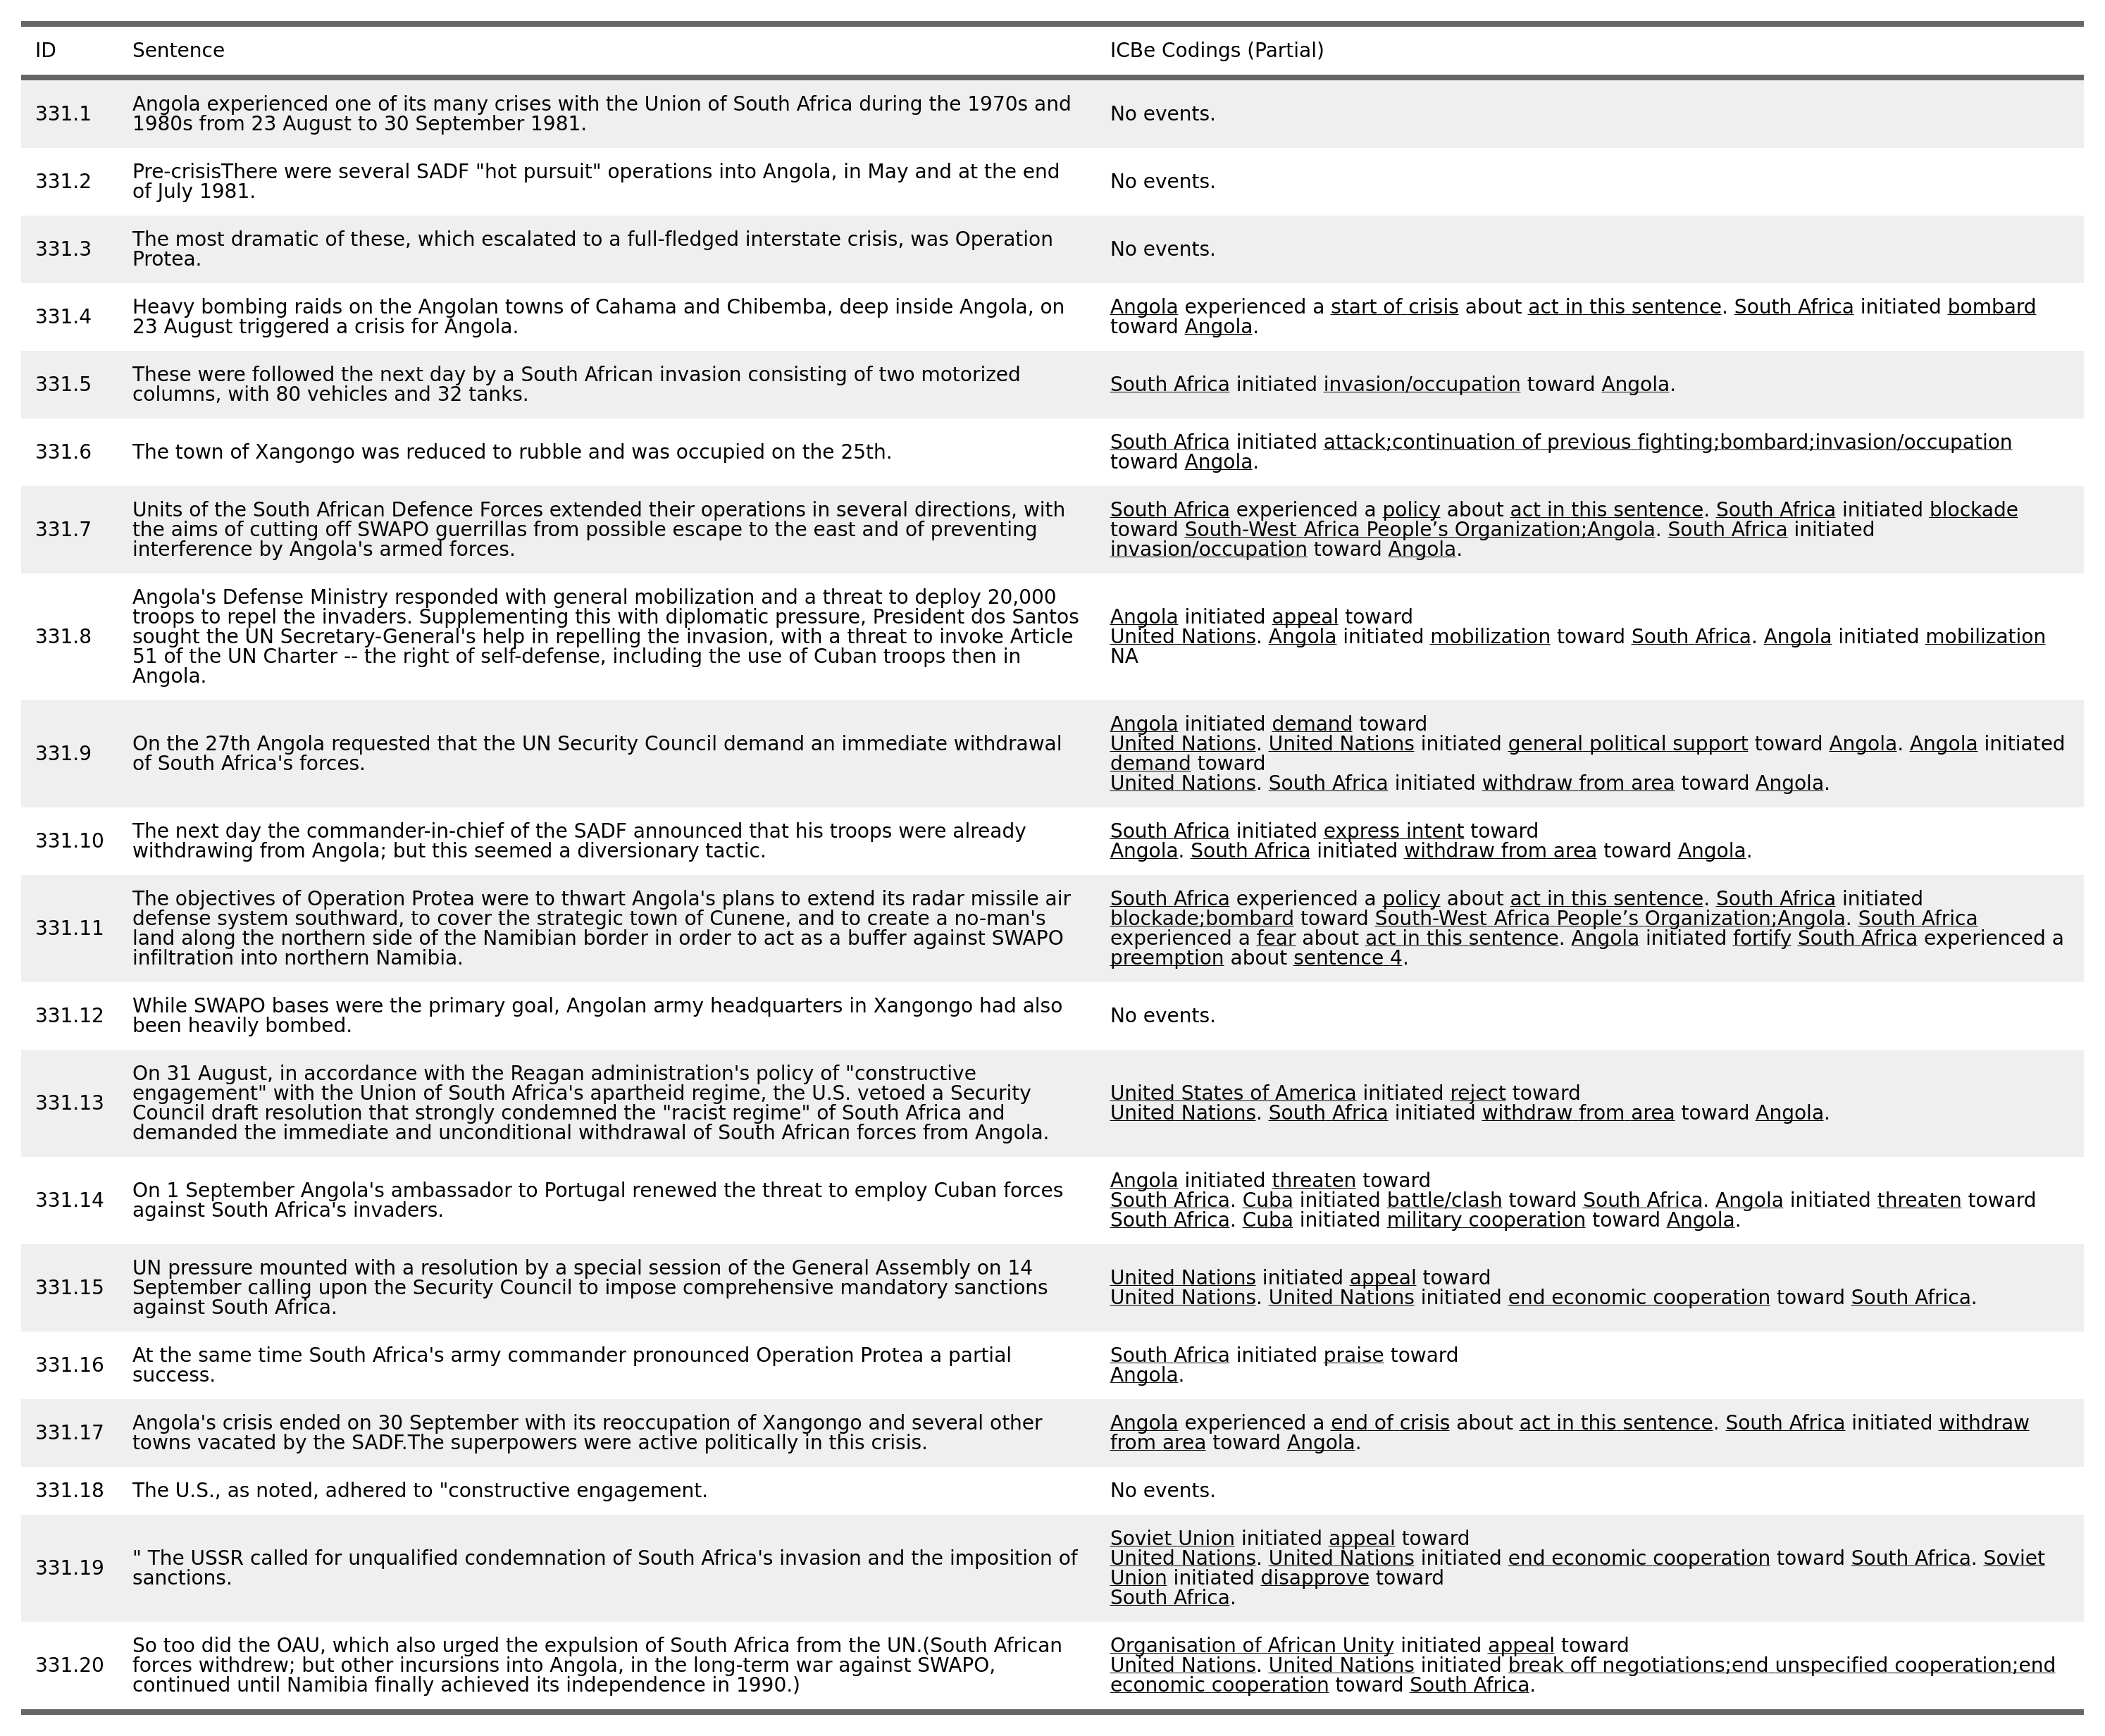 ID Sentence ICBe Codings (Partial)
331.1 Angola experienced one of its many crises with the Union of South Africa during the 1970s and
1980s from 23 August to 30 September 1981.
No events.
331.2 Pre-crisisThere were several SADF "hot pursuit" operations into Angola, in May and at the end
of July 1981.
No events.
331.3 The most dramatic of these, which escalated to a full-fledged interstate crisis, was Operation
Protea.
No events.
331.4 Heavy bombing raids on the Angolan towns of Cahama and Chibemba, deep inside Angola, on
23 August triggered a crisis for Angola.
Angola experienced a start of crisis about act in this sentence. South Africa initiated bombard
toward Angola.
331.5 These were followed the next day by a South African invasion consisting of two motorized
columns, with 80 vehicles and 32 tanks.
South Africa initiated invasion/occupation toward Angola.
331.6 The town of Xangongo was reduced to rubble and was occupied on the 25th.
South Africa initiated attack;continuation of previous fighting;bombard;invasion/occupation
toward Angola.
331.7 Units of the South African Defence Forces extended their operations in several directions, with
the aims of cutting off SWAPO guerrillas from possible escape to the east and of preventing
interference by Angola's armed forces.
South Africa experienced a policy about act in this sentence. South Africa initiated blockade
toward South-West Africa People’s Organization;Angola. South Africa initiated
invasion/occupation toward Angola.
331.8 Angola's Defense Ministry responded with general mobilization and a threat to deploy 20,000
troops to repel the invaders. Supplementing this with diplomatic pressure, President dos Santos
sought the UN Secretary-General's help in repelling the invasion, with a threat to invoke Article
51 of the UN Charter -- the right of self-defense, including the use of Cuban troops then in
Angola.
Angola initiated appeal toward
United Nations. Angola initiated mobilization toward South Africa. Angola initiated mobilization
NA
331.9 On the 27th Angola requested that the UN Security Council demand an immediate withdrawal
of South Africa's forces.
Angola initiated demand toward
United Nations. United Nations initiated general political support toward Angola. Angola initiated
demand toward
United Nations. South Africa initiated withdraw from area toward Angola.
331.10 The next day the commander-in-chief of the SADF announced that his troops were already
withdrawing from Angola; but this seemed a diversionary tactic.
South Africa initiated express intent toward
Angola. South Africa initiated withdraw from area toward Angola.
331.11 The objectives of Operation Protea were to thwart Angola's plans to extend its radar missile air
defense system southward, to cover the strategic town of Cunene, and to create a no-man's
land along the northern side of the Namibian border in order to act as a buffer against SWAPO
infiltration into northern Namibia.
South Africa experienced a policy about act in this sentence. South Africa initiated
blockade;bombard toward South-West Africa People’s Organization;Angola. South Africa
experienced a fear about act in this sentence. Angola initiated fortify South Africa experienced a
preemption about sentence 4.
331.12 While SWAPO bases were the primary goal, Angolan army headquarters in Xangongo had also
been heavily bombed.
No events.
331.13 On 31 August, in accordance with the Reagan administration's policy of "constructive
engagement" with the Union of South Africa's apartheid regime, the U.S. vetoed a Security
Council draft resolution that strongly condemned the "racist regime" of South Africa and
demanded the immediate and unconditional withdrawal of South African forces from Angola.
United States of America initiated reject toward
United Nations. South Africa initiated withdraw from area toward Angola.
331.14 On 1 September Angola's ambassador to Portugal renewed the threat to employ Cuban forces
against South Africa's invaders.
Angola initiated threaten toward
South Africa. Cuba initiated battle/clash toward South Africa. Angola initiated threaten toward
South Africa. Cuba initiated military cooperation toward Angola.
331.15 UN pressure mounted with a resolution by a special session of the General Assembly on 14
September calling upon the Security Council to impose comprehensive mandatory sanctions
against South Africa.
United Nations initiated appeal toward
United Nations. United Nations initiated end economic cooperation toward South Africa.
331.16 At the same time South Africa's army commander pronounced Operation Protea a partial
success.
South Africa initiated praise toward
Angola.
331.17 Angola's crisis ended on 30 September with its reoccupation of Xangongo and several other
towns vacated by the SADF.The superpowers were active politically in this crisis.
Angola experienced a end of crisis about act in this sentence. South Africa initiated withdraw
from area toward Angola.
331.18 The U.S., as noted, adhered to "constructive engagement.
No events.
331.19 " The USSR called for unqualified condemnation of South Africa's invasion and the imposition of
sanctions.
Soviet Union initiated appeal toward
United Nations. United Nations initiated end economic cooperation toward South Africa. Soviet
Union initiated disapprove toward
South Africa.
331.20 So too did the OAU, which also urged the expulsion of South Africa from the UN.(South African
forces withdrew; but other incursions into Angola, in the long-term war against SWAPO,
continued until Namibia finally achieved its independence in 1990.)
Organisation of African Unity initiated appeal toward
United Nations. United Nations initiated break off negotiations;end unspecified cooperation;end
economic cooperation toward South Africa.